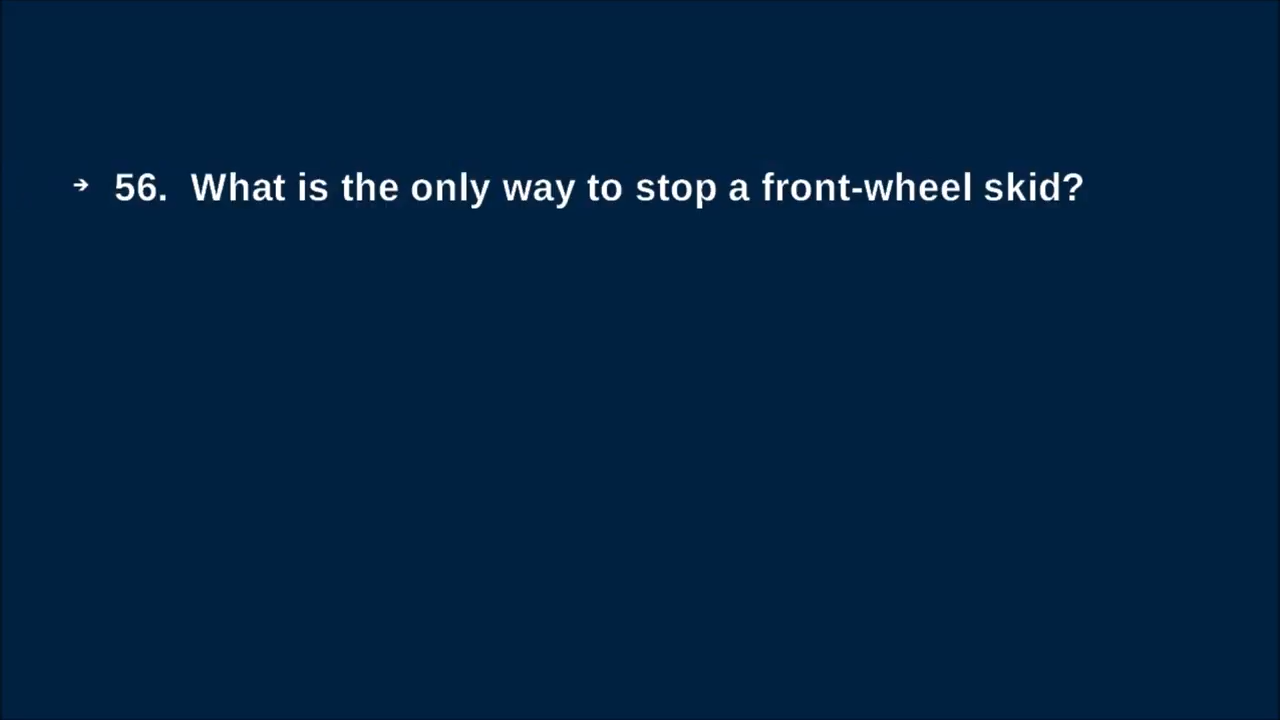 → 56. What is the only way to stop a front-wheel skid?